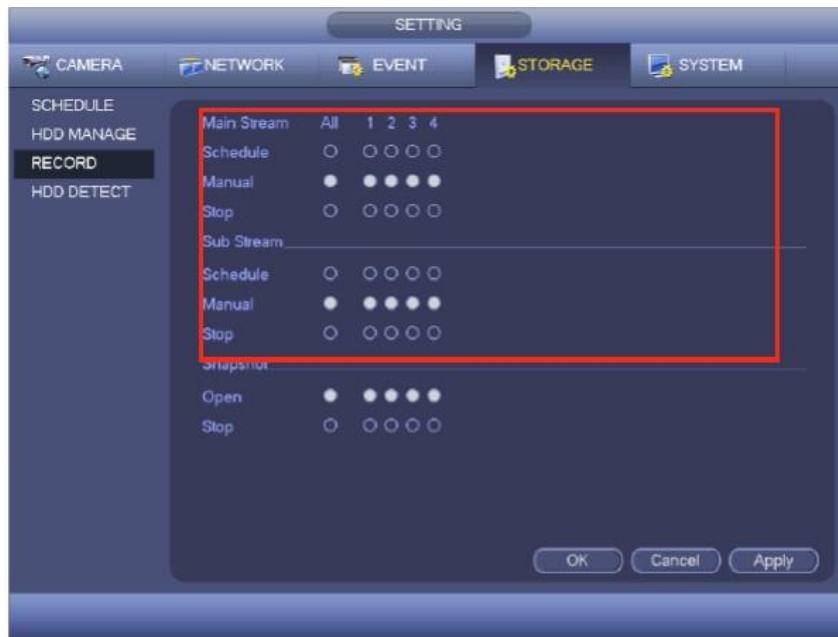 SETTING
CAMERA NETWORK EVENT STORAGE SYSTEM
SCHEDULE
HDD MANAGE
RECORD
HDD DETECT
Main Stream All 1 2 3 4
Schedule
Manual
Stop
Sub Stream
Schedule
Manual
Stop
Snapshot
Open
Stop
OK Cancel Apply